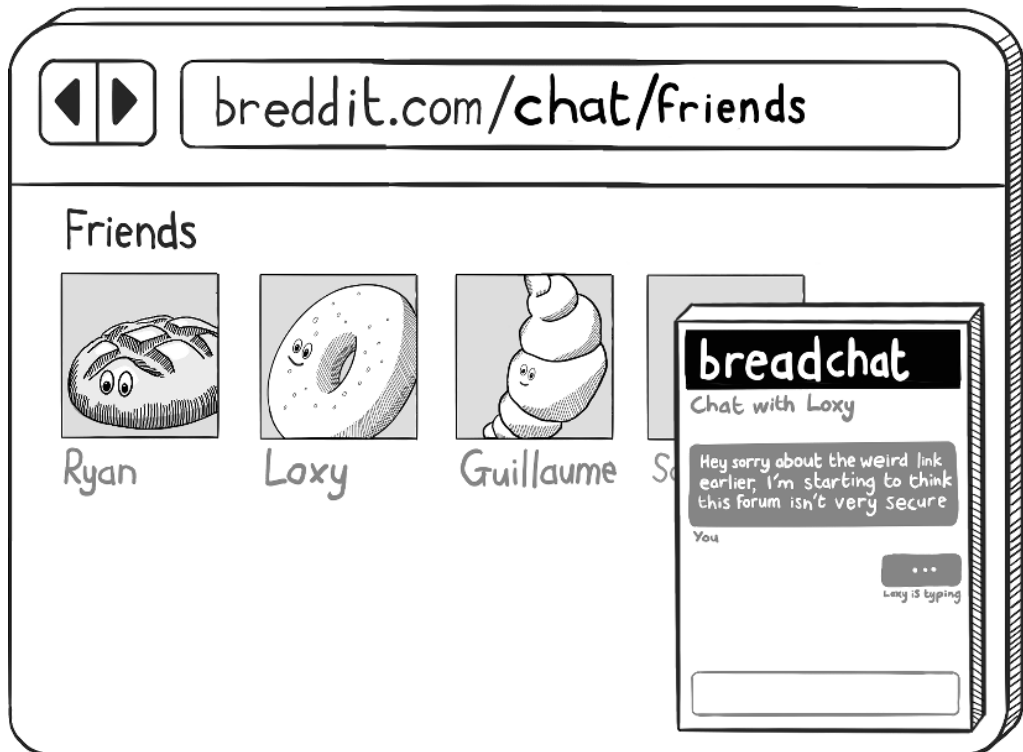 breddit.com/chat/friends
Friends
Ryan
Loxy
Guillaume
breadchat
Chat with Loxy
Hey sorry about the weird link
earlier, I'm starting to think
this forum isn't very secure
You
...
Loxy is typing